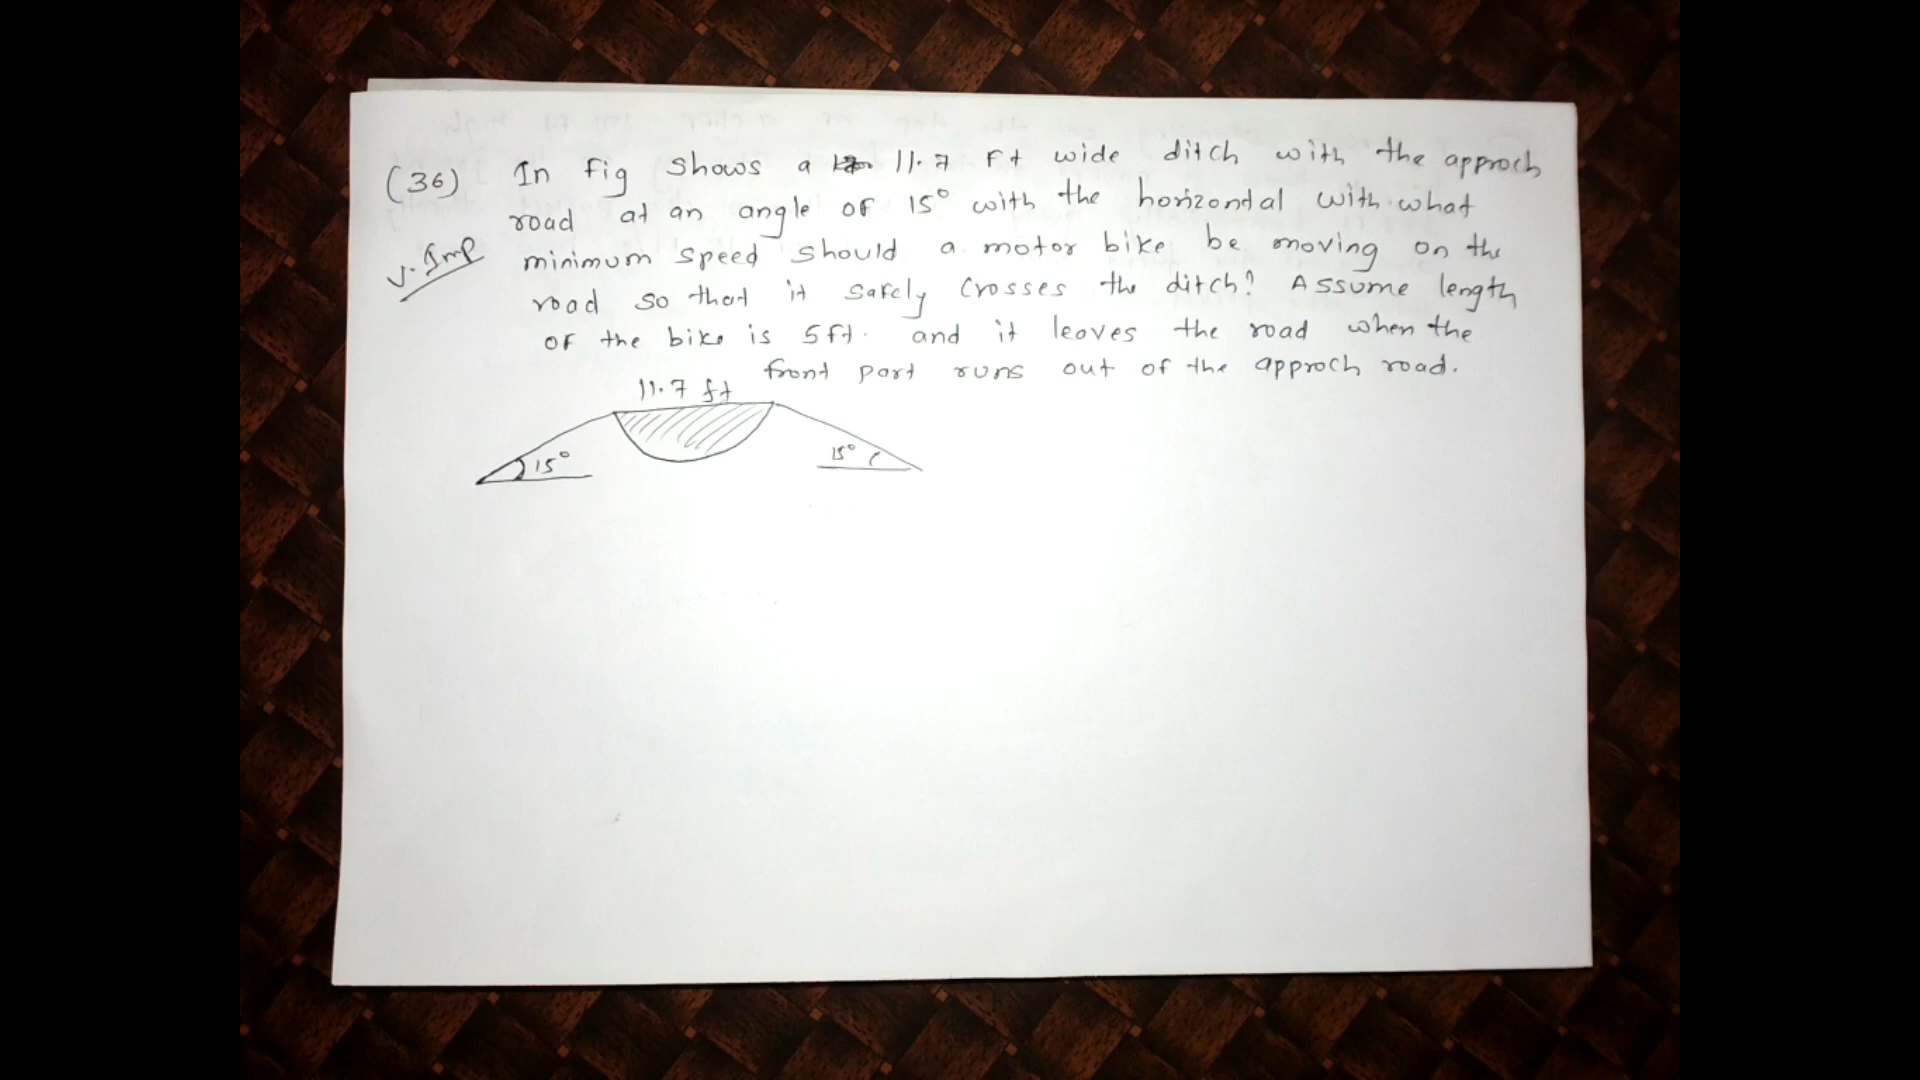 (36) In fig shows a 11.7 Ft wide ditch with the approch
road at an angle of 15° with the horizondal with what
V. Imp minimum speed should a motor bike be moving on the
road so that it safely crosses the ditch? Assume length
of the bike is 5ft. and it leaves the road when the
front part runs out of the approch road.
11.7 ft
15° 15°